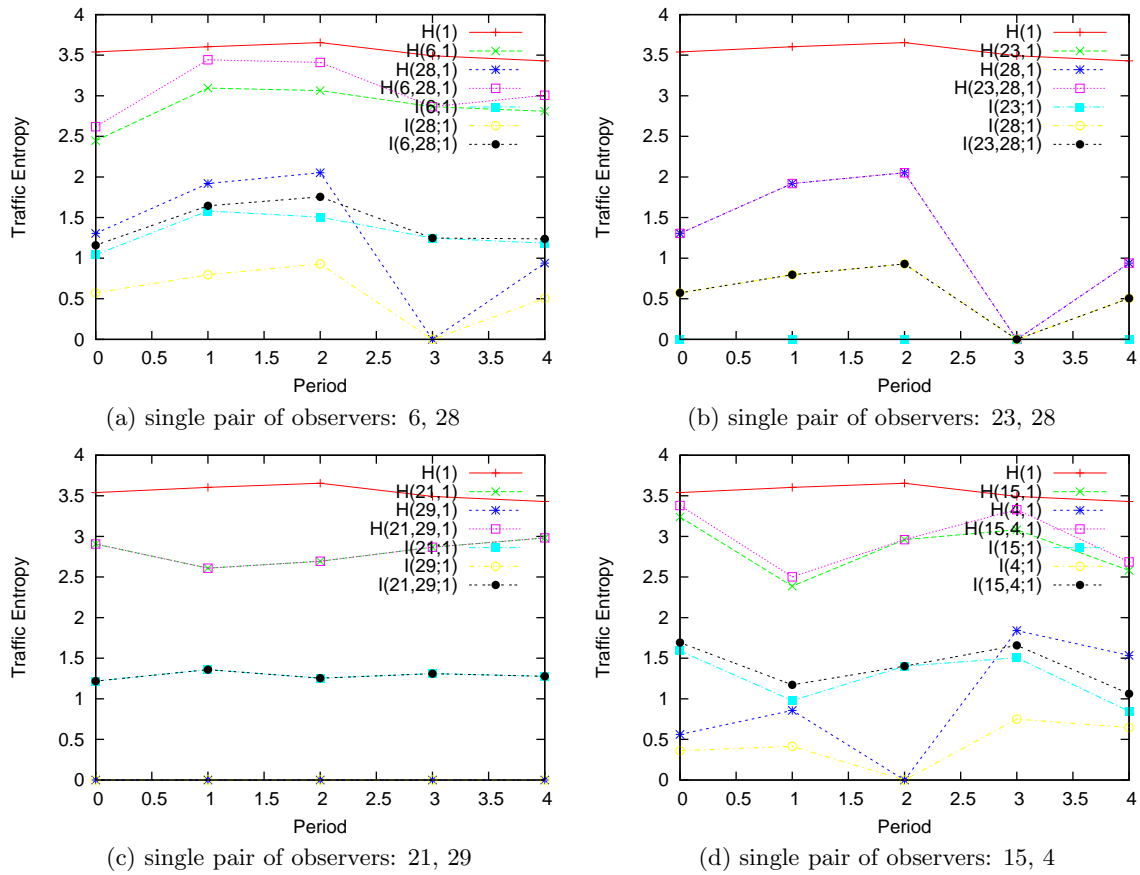 4
3.5
3
2.5
2
1.5
1
0.5
0
Traffic Entropy
H(1)
H(6,1)
H(28,1)
H(6,28,1)
I(6;1)
I(28;1)
I(6,28;1)
0 0.5 1 1.5 2 2.5 3 3.5 4
Period
(a) single pair of observers: 6, 28
4
3.5
3
2.5
2
1.5
1
0.5
0
Traffic Entropy
H(1)
H(23,1)
H(28,1)
H(23,28,1)
I(23;1)
I(28;1)
I(23,28;1)
0 0.5 1 1.5 2 2.5 3 3.5 4
Period
(b) single pair of observers: 23, 28
4
3.5
3
2.5
2
1.5
1
0.5
0
Traffic Entropy
H(1)
H(21,1)
H(29,1)
H(21,29,1)
I(21;1)
I(29;1)
I(21,29;1)
0 0.5 1 1.5 2 2.5 3 3.5 4
Period
(c) single pair of observers: 21, 29
4
3.5
3
2.5
2
1.5
1
0.5
0
Traffic Entropy
H(1)
H(15,1)
H(4,1)
H(15,4,1)
I(15;1)
I(4;1)
I(15,4;1)
0 0.5 1 1.5 2 2.5 3 3.5 4
Period
(d) single pair of observers: 15, 4